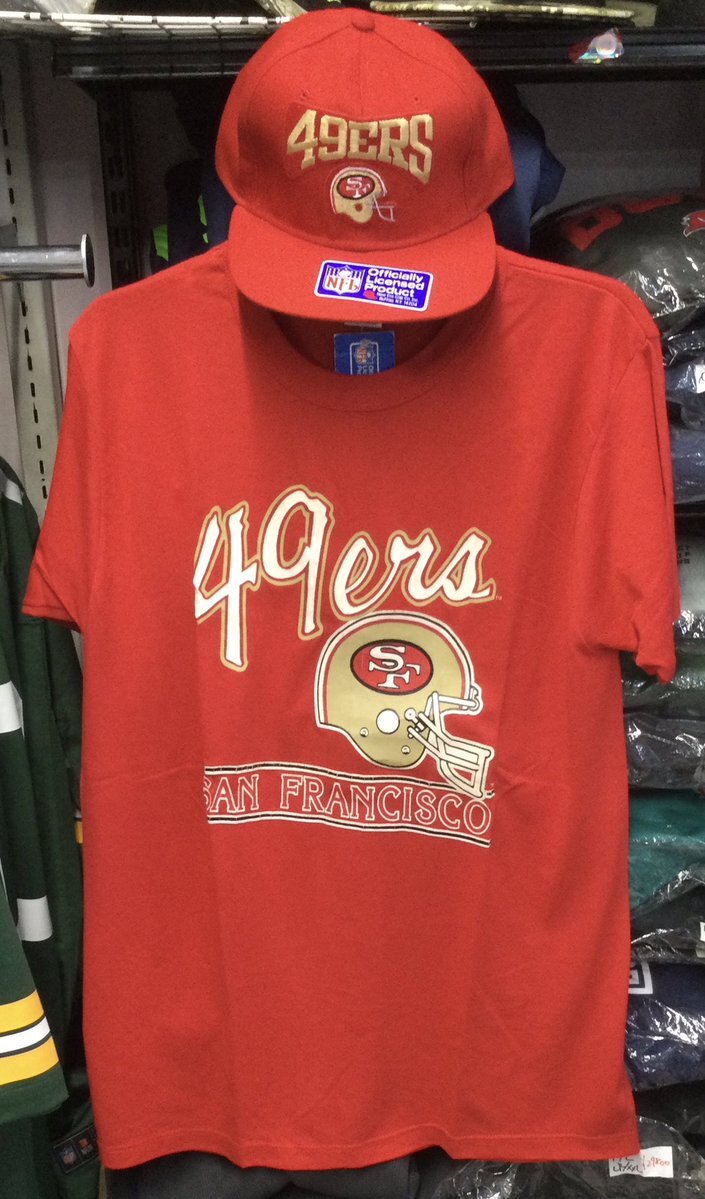 49ERS
SF
NFL
Officially
Licensed
Product
49ers
SF
SAN FRANCISCO